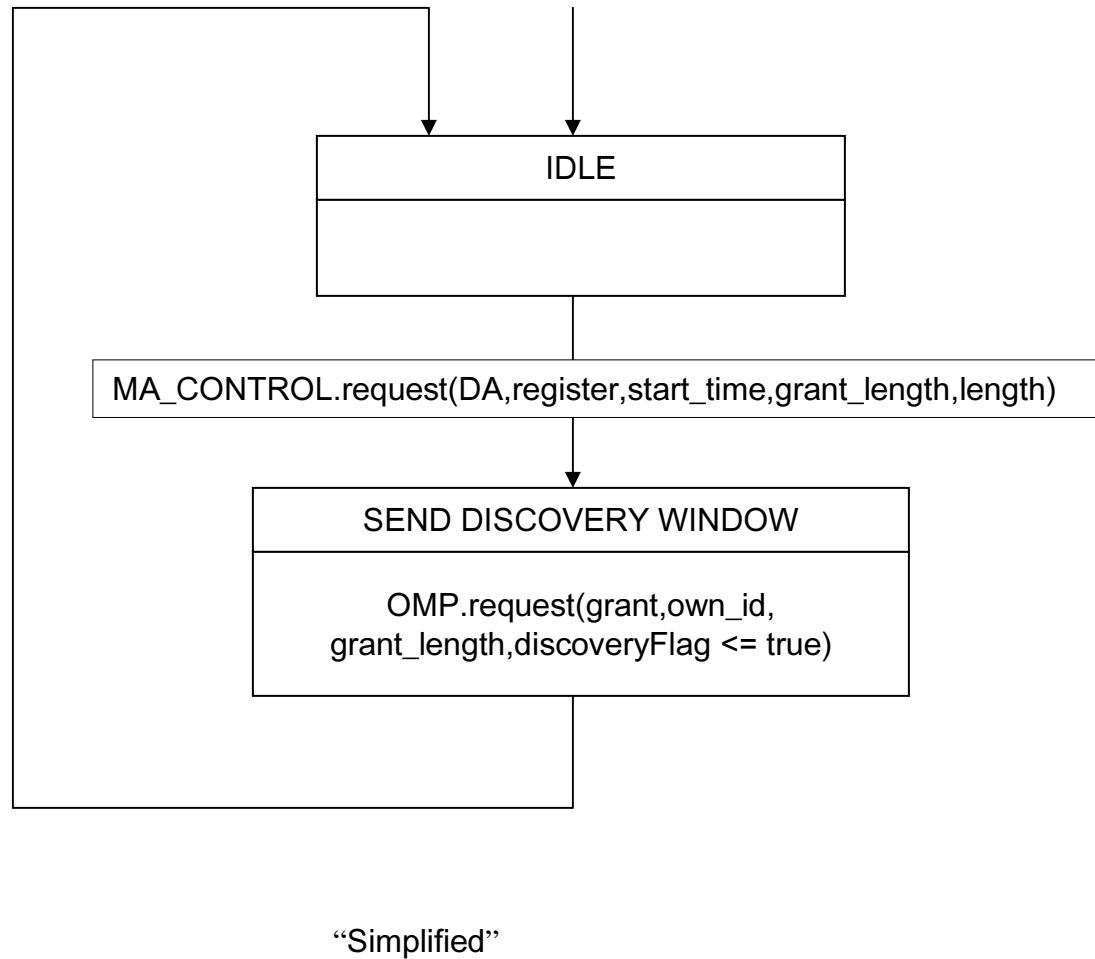 IDLE
MA_CONTROL.request(DA,register,start_time,grant_length,length)
SEND DISCOVERY WINDOW
OMP.request(grant,own_id,
grant_length,discoveryFlag <= true)
“Simplified”